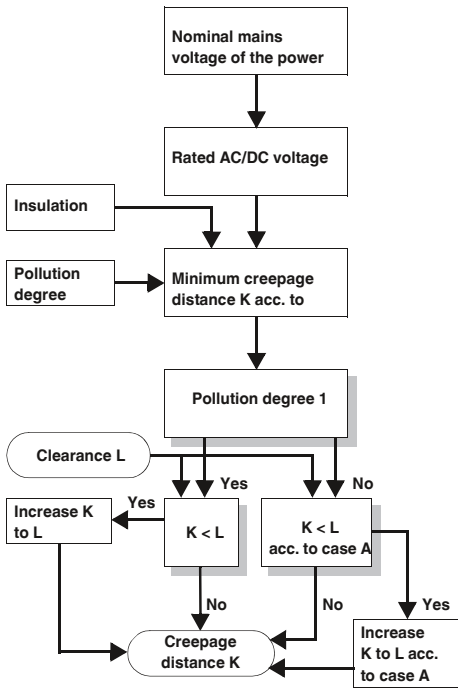 Nominal mains
voltage of the power
Rated AC/DC voltage
Insulation
Pollution
degree
Minimum creepage
distance K acc. to
Pollution degree 1
Clearance L
Yes
No
Increase K
to L
Yes
K < L
K < L
acc. to case A
No
No
Yes
Creepage
distance K
Increase
K to L acc.
to case A